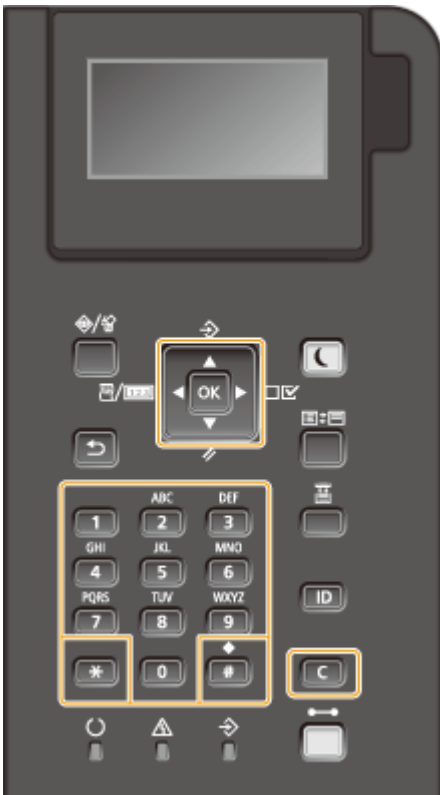 OK
ABC DEF
1 2 3
GHI JKL MNO
4 5 6
PQRS TUV WXYZ
7 8 9
ID
* 0 #
C